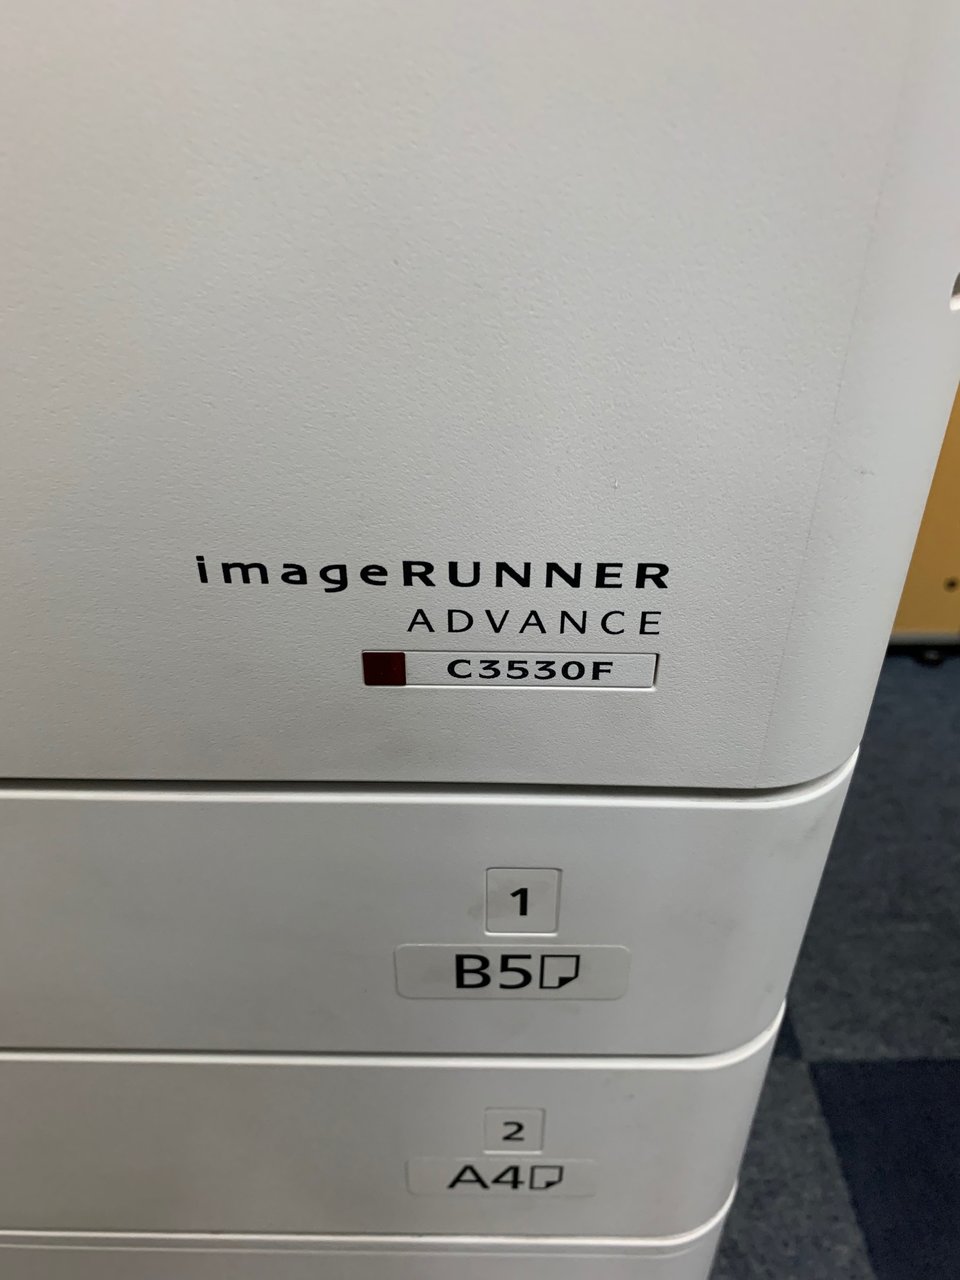 imageRUNNER
ADVANCE
C3530F
1
B5
2
A4